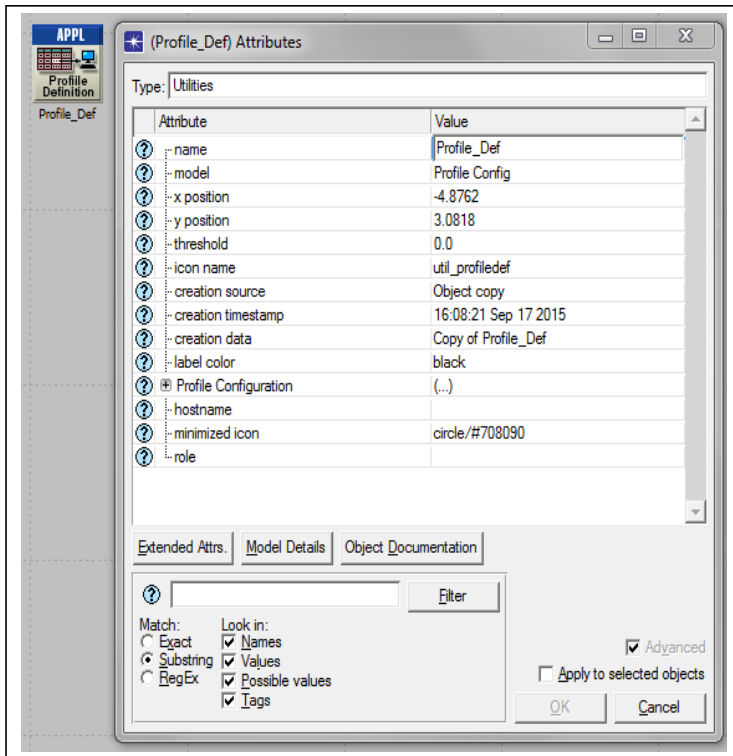 APPL
Profiile
Definition
Profile_Def
(Profile_Def) Attributes
Type: Utilities
Attribute Value
name Profile_Def
model Profile Config
x position -4.8762
y position 3.0818
threshold 0.0
icon name util_profiledef
creation source Object copy
creation timestamp 16:08:21 Sep 17 2015
creation data Copy of Profile_Def
label color black
Profile Configuration (...)
hostname
minimized icon circle/#708090
role
Extended Attrs. Model Details Object Documentation
Filter
Match: Look in:
Exact Names
Substring Values
RegEx Possible values
Tags
Advanced
Apply to selected objects
OK Cancel